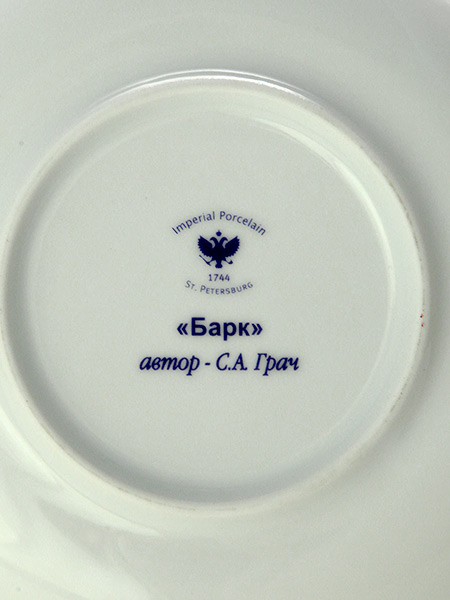 Imperial Porcelain
1744
St. Petersburg
«Барк»
автор - С.А. Грач